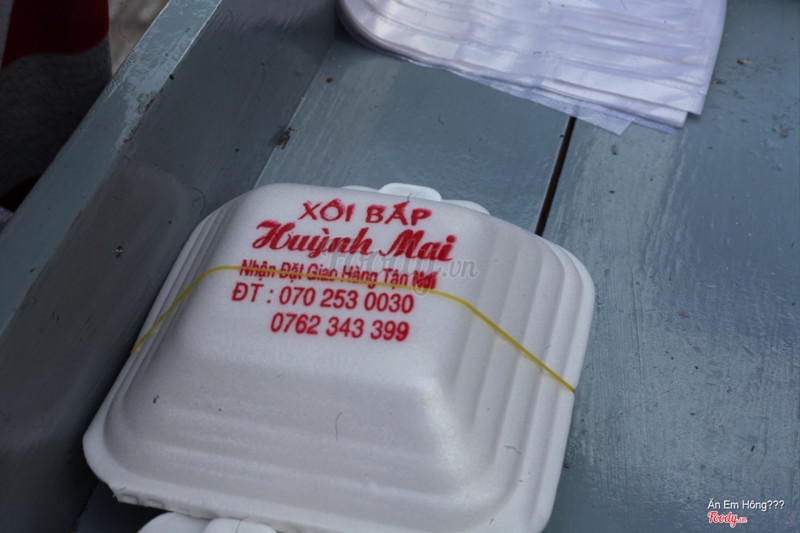 XÔI BẮP
Huỳnh Mai
Nhận Đặt Giao Hàng Tận Nơi
ĐT : 070 253 0030
0762 343 399
Ăn Em Hông???
Foody.vn